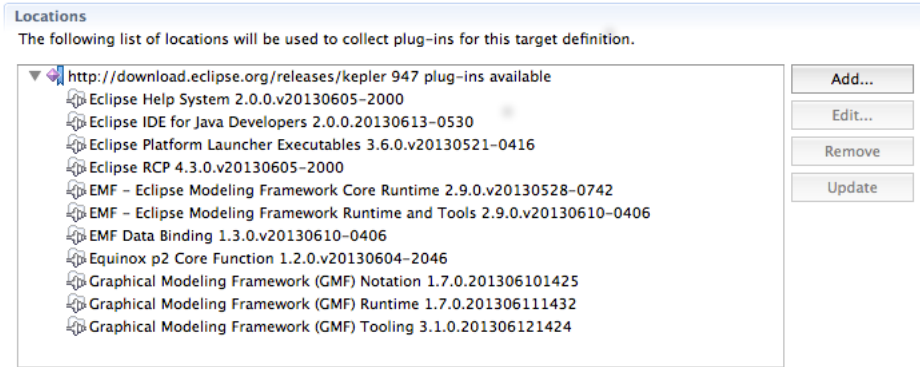 Locations
The following list of locations will be used to collect plug-ins for this target definition.
http://download.eclipse.org/releases/kepler 947 plug-ins available
Eclipse Help System 2.0.0.v20130605-2000
Eclipse IDE for Java Developers 2.0.0.20130613-0530
Eclipse Platform Launcher Executables 3.6.0.v20130521-0416
Eclipse RCP 4.3.0.v20130605-2000
EMF - Eclipse Modeling Framework Core Runtime 2.9.0.v20130528-0742
EMF - Eclipse Modeling Framework Runtime and Tools 2.9.0.v20130610-0406
EMF Data Binding 1.3.0.v20130610-0406
Equinox p2 Core Function 1.2.0.v20130604-2046
Graphical Modeling Framework (GMF) Notation 1.7.0.201306101425
Graphical Modeling Framework (GMF) Runtime 1.7.0.201306111432
Graphical Modeling Framework (GMF) Tooling 3.1.0.201306121424
Add...
Edit...
Remove
Update